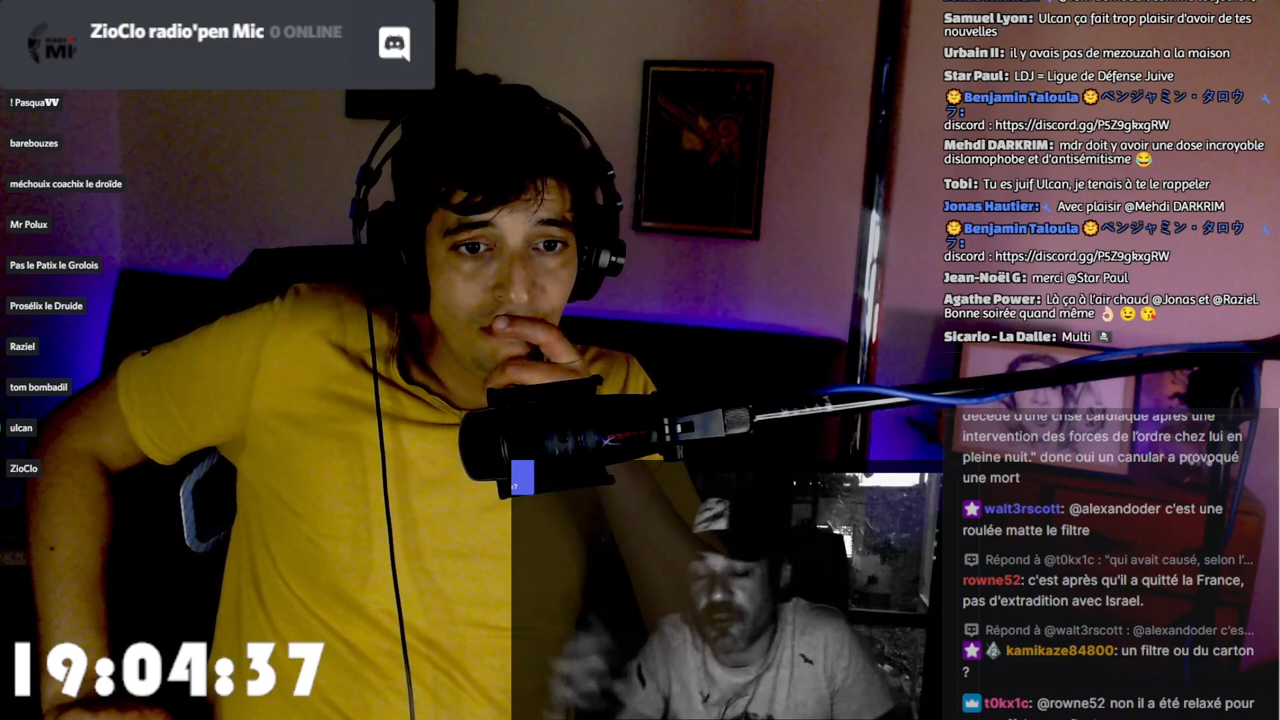 ZioClo radio'pen Mic 0 ONLINE
! PasquaVV
barebouzes
méchouix coachix le droïde
Mr Polux
Pas le Patix le Grolois
Prosélix le Druide
Raziel
tom bombadil
ulcan
ZioClo
19:04:37
Samuel Lyon: Ulcan ça fait trop plaisir d'avoir de tes
nouvelles
Urbain II: il y avais pas de mezouzah a la maison
Star Paul: LDJ = Ligue de Défense Juive
🌞Benjamin Taloula 🌞ベンジャミン・タロウ
ラ:
discord : https://discord.gg/P5Z9gkxgRW
Mehdi DARKRIM: mdr doit y avoir une dose incroyable
dislamophobe et d'antisémitisme 😂
Tobi: Tu es juif Ulcan, je tenais à te le rappeler
Jonas Hautier: Avec plaisir @Mehdi DARKRIM
🌞Benjamin Taloula 🌞ベンジャミン・タロウ
ラ:
discord : https://discord.gg/P5Z9gkxgRW
Jean-Noël G: merci @Star Paul
Agathe Power: Là ça à l'air chaud @Jonas et @Raziel.
Bonne soirée quand même 👌🏻 😉 😘
Sicario - La Dalle: Multi
décédé d'une crise cardiaque après une
intervention des forces de l'ordre chez lui en
pleine nuit." donc oui un canular a provoqué
une mort
walt3rscott: @alexandoder c'est une
roulée matte le filtre
Répond à @t0kx1c : "qui avait causé, selon l'...
rowne52: c'est après qu'il a quitté la France,
pas d'extradition avec Israel.
Répond à @walt3rscott : @alexandoder c'es...
kamikaze84800: un filtre ou du carton
?
t0kx1c: @rowne52 non il a été relaxé pour